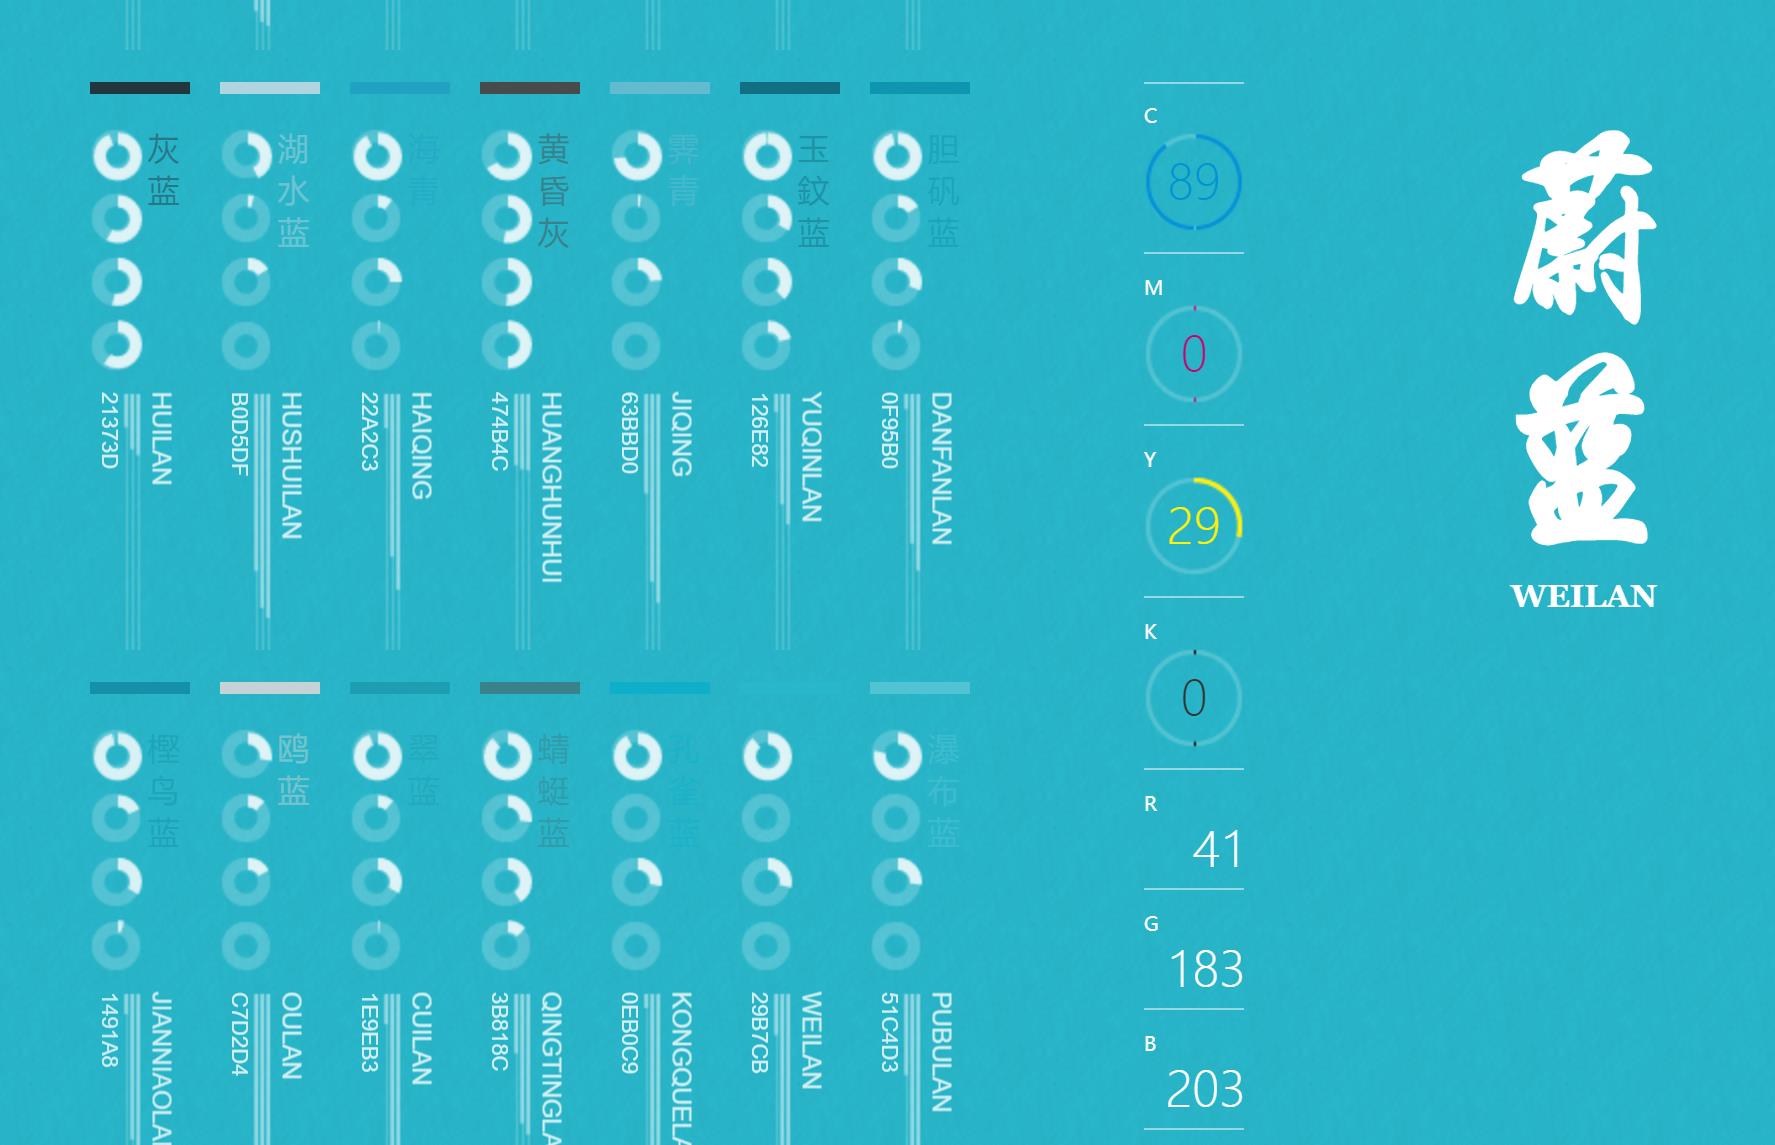 灰蓝
HUILAN
21373D
湖水蓝
HUSHUILAN
B0D5DF
海青
HAIQING
22A2C3
黄昏灰
HUANGHUNHUI
474B4C
霁青
JIQING
63BBD0
玉鈫蓝
YUQINLAN
126E82
胆矾蓝
DANFANLAN
0F95B0
樫鸟蓝
JIANNIAOLA
1491A8
鸥蓝
OULAN
C7D2D4
翠蓝
CUILAN
1E9EB3
蜻蜓蓝
QINGTINGLA
3B818C
孔雀蓝
KONGQUELA
0EB0C9
WEILAN
29B7CB
瀑布蓝
PUBULAN
51C4D3
C
89
M
0
Y
29
K
0
R
41
G
183
B
203
蔚蓝
WEILAN